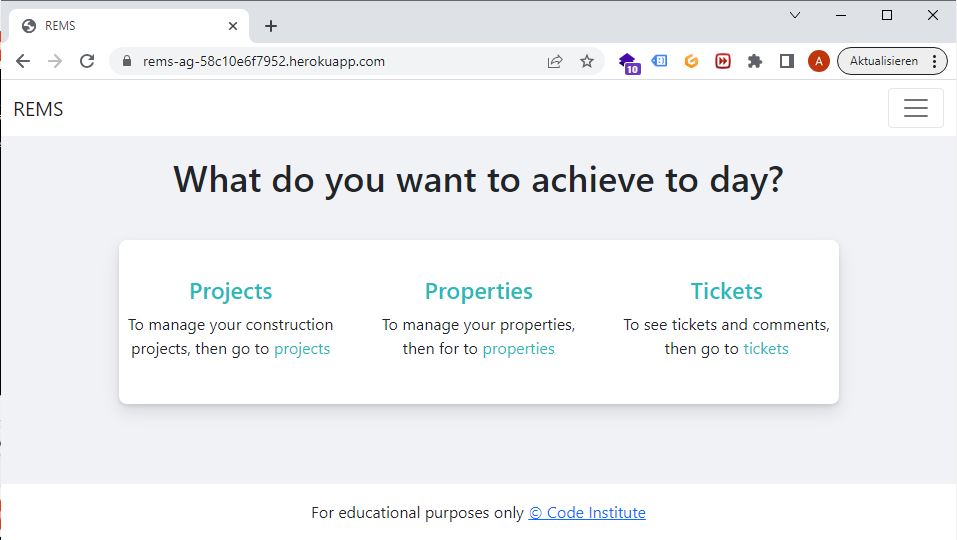 REMS
rems-ag-58c10e6f7952.herokuapp.com
10
A
Aktualisieren
REMS
What do you want to achieve to day?
Projects
To manage your construction
projects, then go to projects
Properties
To manage your properties,
then for to properties
Tickets
To see tickets and comments,
then go to tickets
For educational purposes only © Code Institute